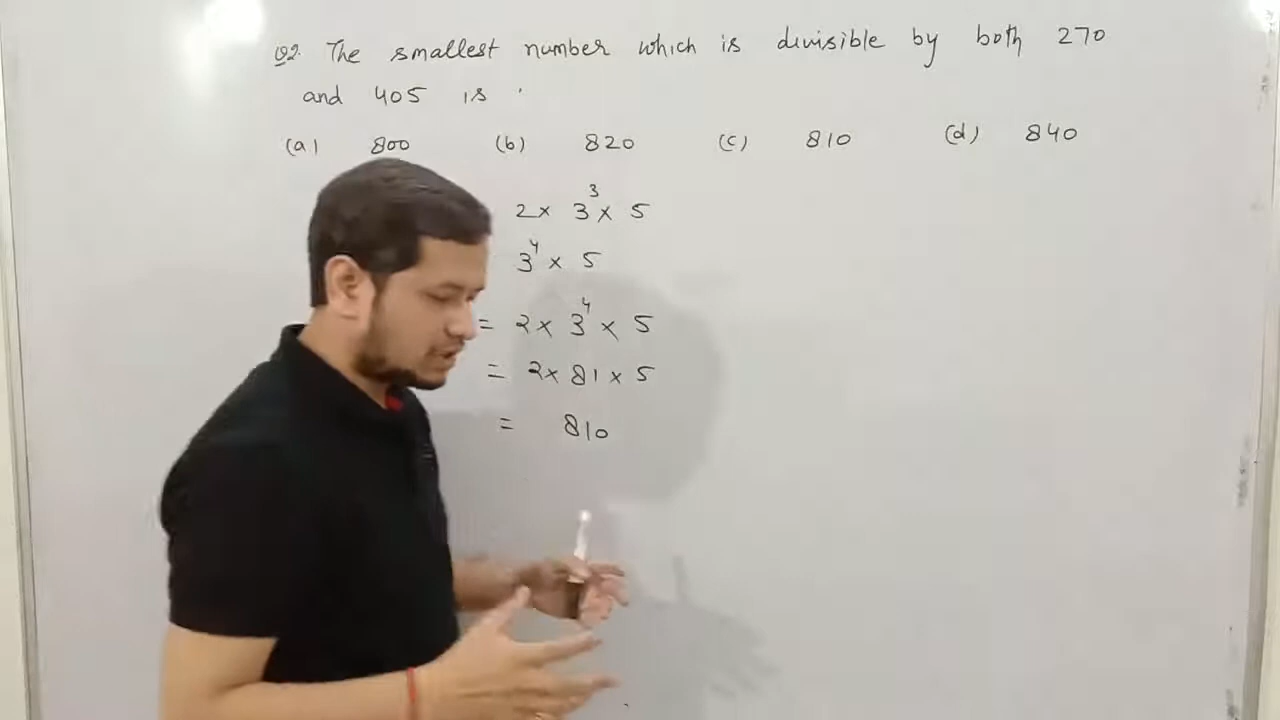 Q2. The smallest number which is divisible by both 270
and 405 is .
(a) 800 (b) 820 (c) 810 (d) 840
2 × 3³ × 5
3⁴ × 5
= 2 × 3⁴ × 5
= 2 × 81 × 5
= 810